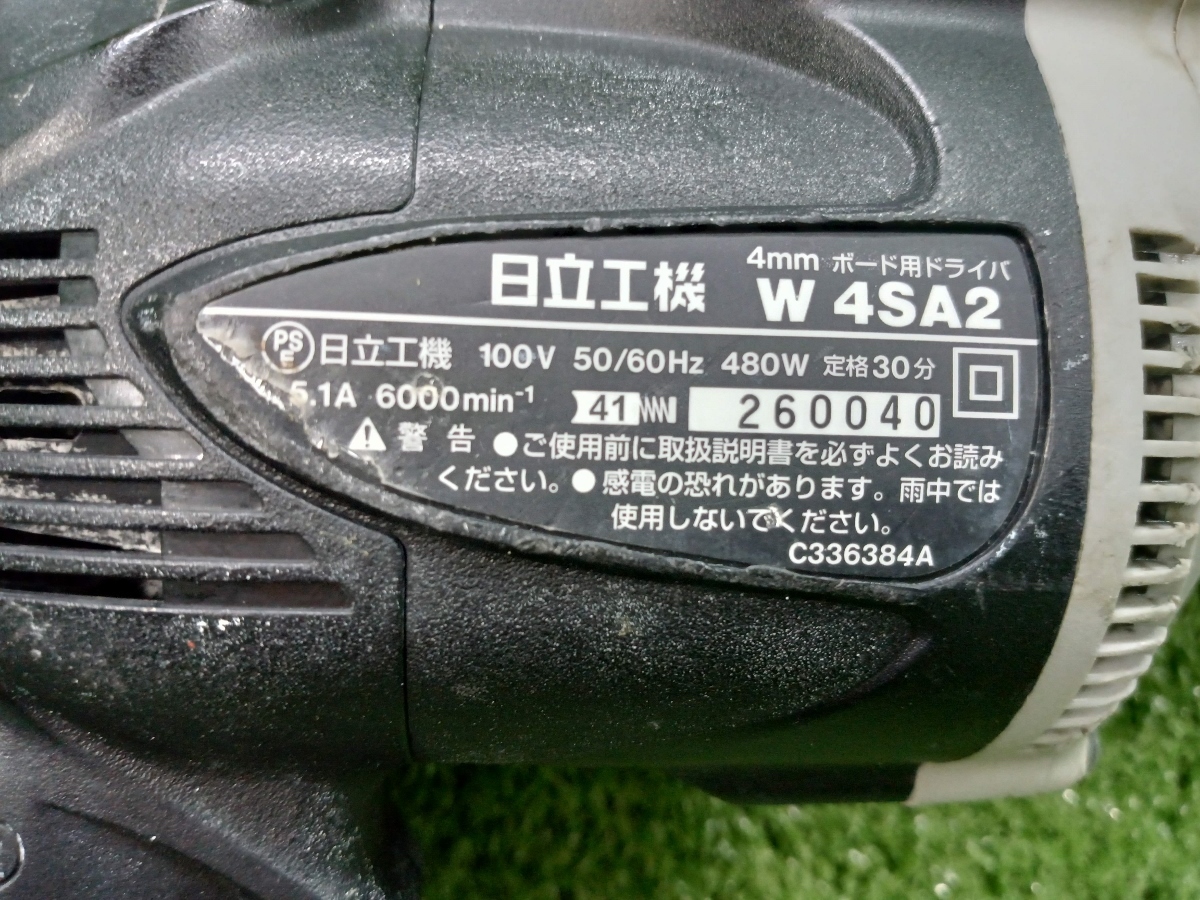 日立工機 4mm ボード用ドライバ
W 4SA2
PS E 日立工機 100V 50/60Hz 480W 定格30分
5.1A 6000min-1 41 260040
警告 ●ご使用前に取扱説明書を必ずよくお読み
ください。●感電の恐れがあります。雨中では
使用しないでください。
C336384A